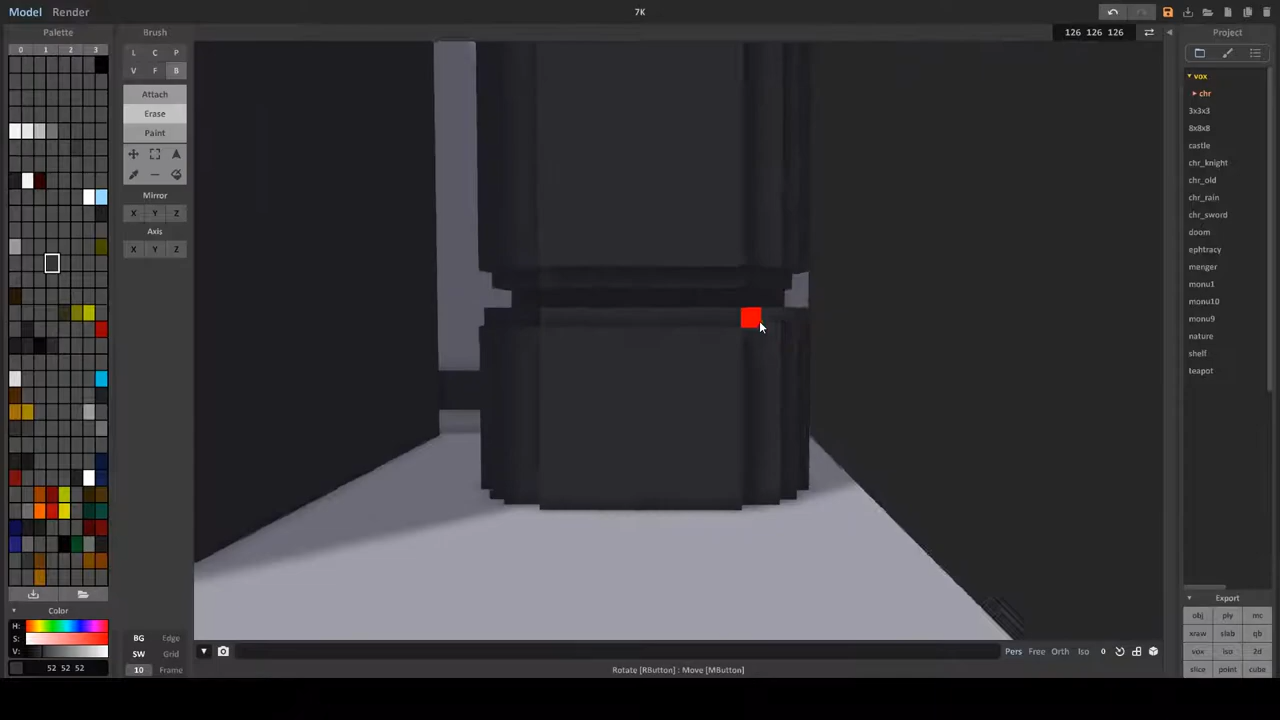 Model Render
7K
Palette
Brush
126 126 126
Project
0 1 2 3
L C P
V F B
Attach
Erase
Paint
Mirror
X Y Z
Axis
X Y Z
vox
chr
3x3x3
8x8x8
castle
chr_knight
chr_old
chr_rain
chr_sword
doom
ephtracy
menger
monu1
monu10
monu9
nature
shelf
teapot
Color
H:
S:
V:
52 52 52
BG Edge
SW Grid
10 Frame
Pers Free Orth Iso 0
Rotate [RButton] : Move [MButton]
Export
obj ply mc
xraw slab qb
vox iso 2d
slice point cube